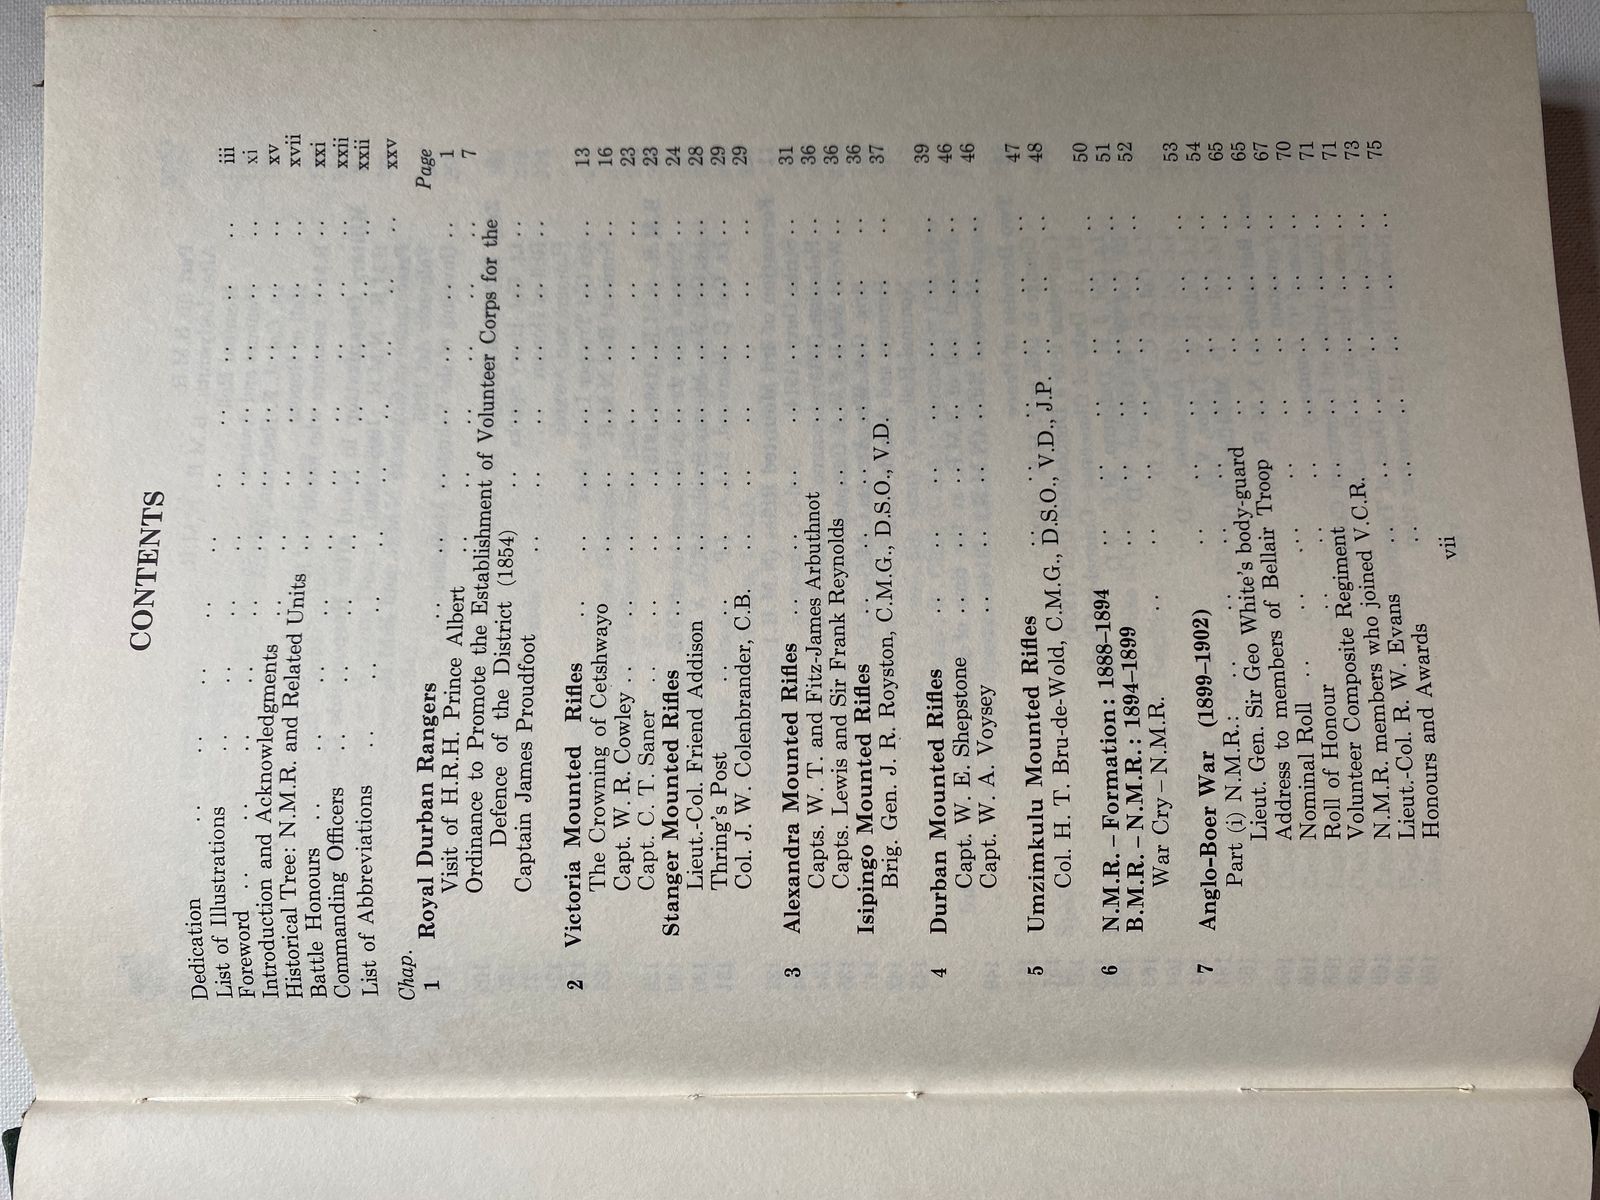 CONTENTS
Dedication .. .. .. .. .. .. .. .. iii
List of Illustrations .. .. .. .. .. .. .. xi
Foreword .. .. .. .. .. .. .. .. xv
Introduction and Acknowledgments .. .. .. .. .. .. xvii
Historical Tree: N.M.R. and Related Units .. .. .. .. .. xxi
Battle Honours .. .. .. .. .. .. .. xxii
Commanding Officers .. .. .. .. .. .. .. xxii
List of Abbreviations .. .. .. .. .. .. .. xxv
Chap. Page
1 Royal Durban Rangers .. .. .. .. .. .. 1
Visit of H.R.H. Prince Albert .. .. .. .. .. 7
Ordinance to Promote the Establishment of Volunteer Corps for the
Defence of the District (1854) .. .. .. ..
Captain James Proudfoot .. .. .. .. ..
2 Victoria Mounted Rifles .. .. .. .. .. .. 13
The Crowning of Cetshwayo .. .. .. .. .. 16
Capt. W. R. Cowley .. .. .. .. .. .. 23
Capt. C. T. Saner .. .. .. .. .. .. 23
Stanger Mounted Rifles .. .. .. .. .. .. 24
Lieut.-Col. Friend Addison .. .. .. .. .. 28
Thring's Post .. .. .. .. .. .. 29
Col. J. W. Colenbrander, C.B. .. .. .. .. .. 29
3 Alexandra Mounted Rifles .. .. .. .. .. .. 31
Capts. W. T. and Fitz-James Arbuthnot .. .. .. .. 36
Capts. Lewis and Sir Frank Reynolds .. .. .. .. .. 36
Isipingo Mounted Rifles .. .. .. .. .. .. 36
Brig. Gen. J. R. Royston, C.M.G., D.S.O., V.D. .. .. .. 37
4 Durban Mounted Rifles .. .. .. .. .. .. 39
Capt. W. E. Shepstone .. .. .. .. .. .. 46
Capt. W. A. Voysey .. .. .. .. .. .. 46
5 Umzimkulu Mounted Rifles .. .. .. .. .. .. 47
Col. H. T. Bru-de-Wold, C.M.G., D.S.O., V.D., J.P. .. .. .. 48
6 N.M.R. – Formation: 1888–1894 .. .. .. .. .. .. 50
B.M.R. – N.M.R.: 1894–1899 .. .. .. .. .. .. 51
War Cry – N.M.R. .. .. .. .. .. .. 52
7 Anglo-Boer War (1899–1902) .. .. .. .. .. 53
Part (i) N.M.R.: .. .. .. .. .. .. .. 54
Lieut. Gen. Sir Geo White's body-guard .. .. .. 65
Address to members of Bellair Troop .. .. .. .. 65
Nominal Roll .. .. .. .. .. .. .. 67
Roll of Honour .. .. .. .. .. .. .. 70
Volunteer Composite Regiment .. .. .. .. .. 71
N.M.R. members who joined V.C.R. .. .. .. .. 71
Lieut.-Col. R. W. Evans .. .. .. .. .. .. 73
Honours and Awards .. .. .. .. .. .. 75
vii